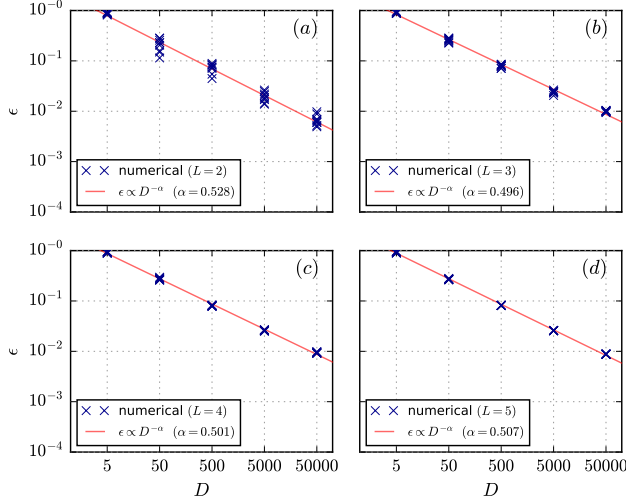 10⁻⁰
10⁻¹
10⁻²
10⁻³
10⁻⁴
ϵ
(a)
numerical (L = 2)
ϵ ∝ D⁻ᵅ (α = 0.528)
(b)
numerical (L = 3)
ϵ ∝ D⁻ᵅ (α = 0.496)
10⁻⁰
10⁻¹
10⁻²
10⁻³
10⁻⁴
ϵ
(c)
numerical (L = 4)
ϵ ∝ D⁻ᵅ (α = 0.501)
5 50 500 5000 50000
D
(d)
numerical (L = 5)
ϵ ∝ D⁻ᵅ (α = 0.507)
5 50 500 5000 50000
D